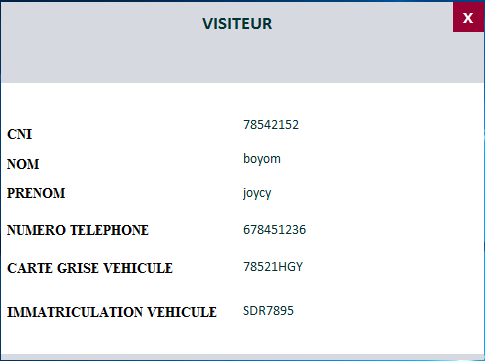 VISITEUR
X
CNI 78542152
NOM boyom
PRENOM joycy
NUMERO TELEPHONE 678451236
CARTE GRISE VEHICULE 78521HGY
IMMATRICULATION VEHICULE SDR7895